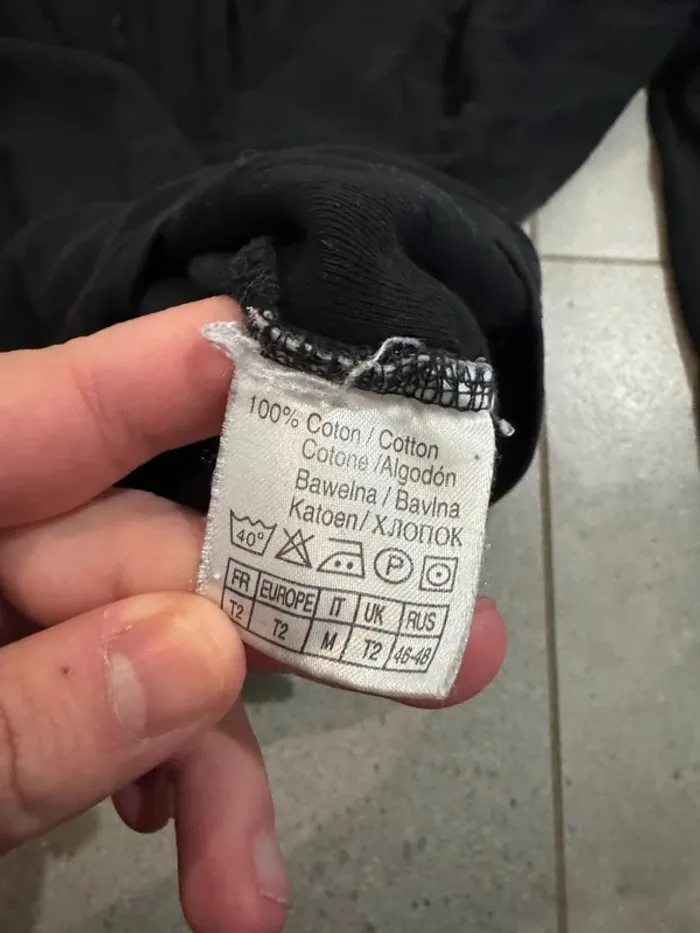 100% Coton / Cotton
Cotone /Algodón
Bawelna / Bavlna
Katoen / ХЛОПОК
40° P
FR EUROPE IT UK RUS
T2 T2 M T2 46-48